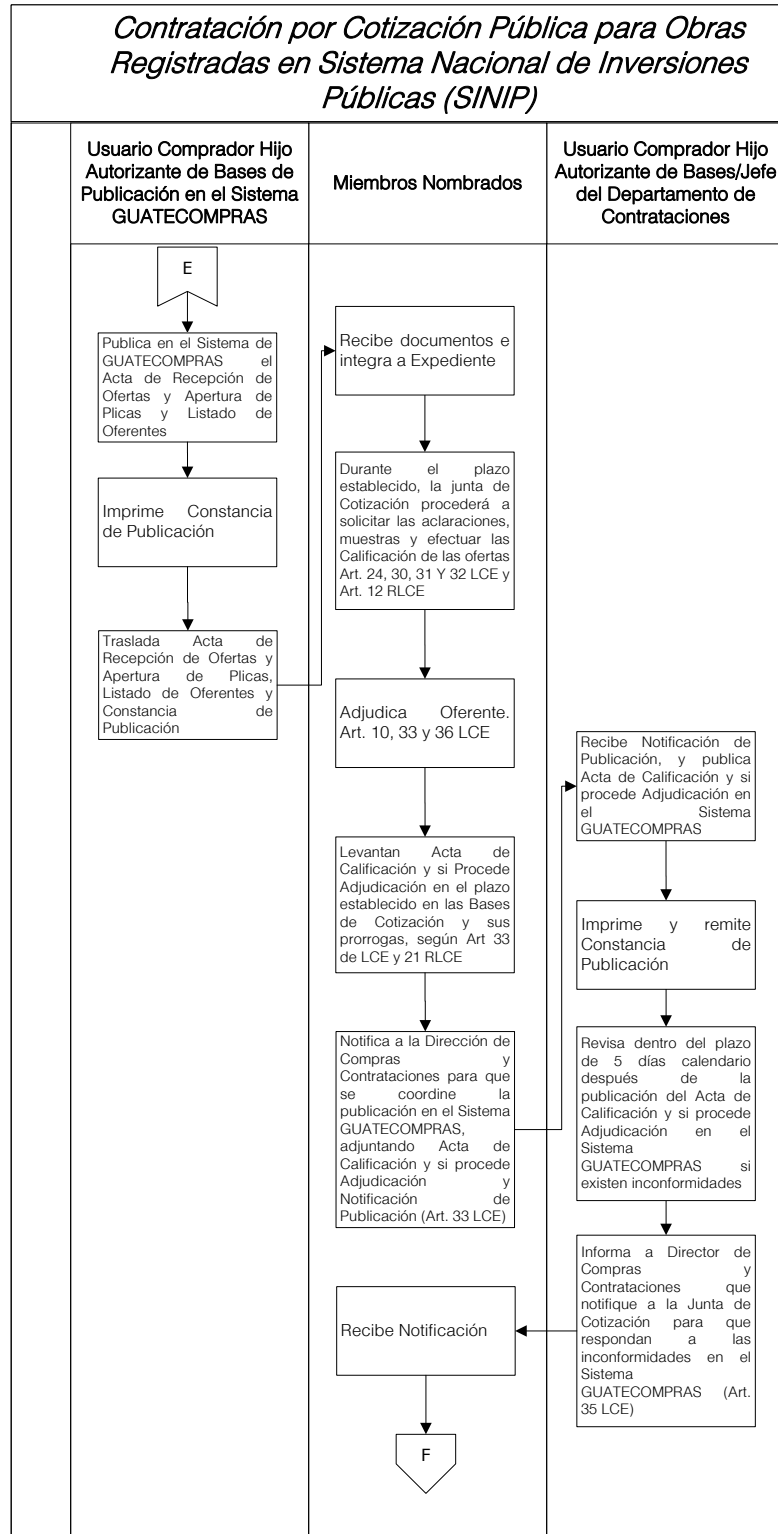 Contratación por Cotización Pública para Obras
Registradas en Sistema Nacional de Inversiones
Públicas (SINIP)
Usuario Comprador Hijo
Autorizante de Bases de
Publicación en el Sistema
GUATECOMPRAS
Miembros Nombrados
Usuario Comprador Hijo
Autorizante de Bases/Jefe
del Departamento de
Contrataciones
E
Publica en el Sistema de
GUATECOMPRAS el
Acta de Recepción de
Ofertas y Apertura de
Plicas y Listado de
Oferentes
Imprime Constancia
de Publicación
Traslada Acta de
Recepción de Ofertas y
Apertura de Plicas,
Listado de Oferentes y
Constancia de
Publicación
Recibe documentos e
integra a Expediente
Durante el plazo
establecido, la junta de
Cotización procederá a
solicitar las aclaraciones,
muestras y efectuar las
Calificación de las ofertas
Art. 24, 30, 31 Y 32 LCE y
Art. 12 RLCE
Adjudica Oferente.
Art. 10, 33 y 36 LCE
Levantan Acta de
Calificación y si Procede
Adjudicación en el plazo
establecido en las Bases
de Cotización y sus
prorrogas, según Art 33
de LCE y 21 RLCE
Notifica a la Dirección de
Compras y
Contrataciones para que
se coordine la
publicación en el Sistema
GUATECOMPRAS,
adjuntando Acta de
Calificación y si procede
Adjudicación y
Notificación de
Publicación (Art. 33 LCE)
Recibe Notificación de
Publicación, y publica
Acta de Calificación y si
procede Adjudicación en
el Sistema
GUATECOMPRAS
Imprime y remite
Constancia de
Publicación
Revisa dentro del plazo
de 5 días calendario
después de la
publicación del Acta de
Calificación y si procede
Adjudicación en el
Sistema
GUATECOMPRAS si
existen inconformidades
Informa a Director de
Compras y
Contrataciones que
notifique a la Junta de
Cotización para que
respondan a las
inconformidades en el
Sistema
GUATECOMPRAS (Art.
35 LCE)
Recibe Notificación
F